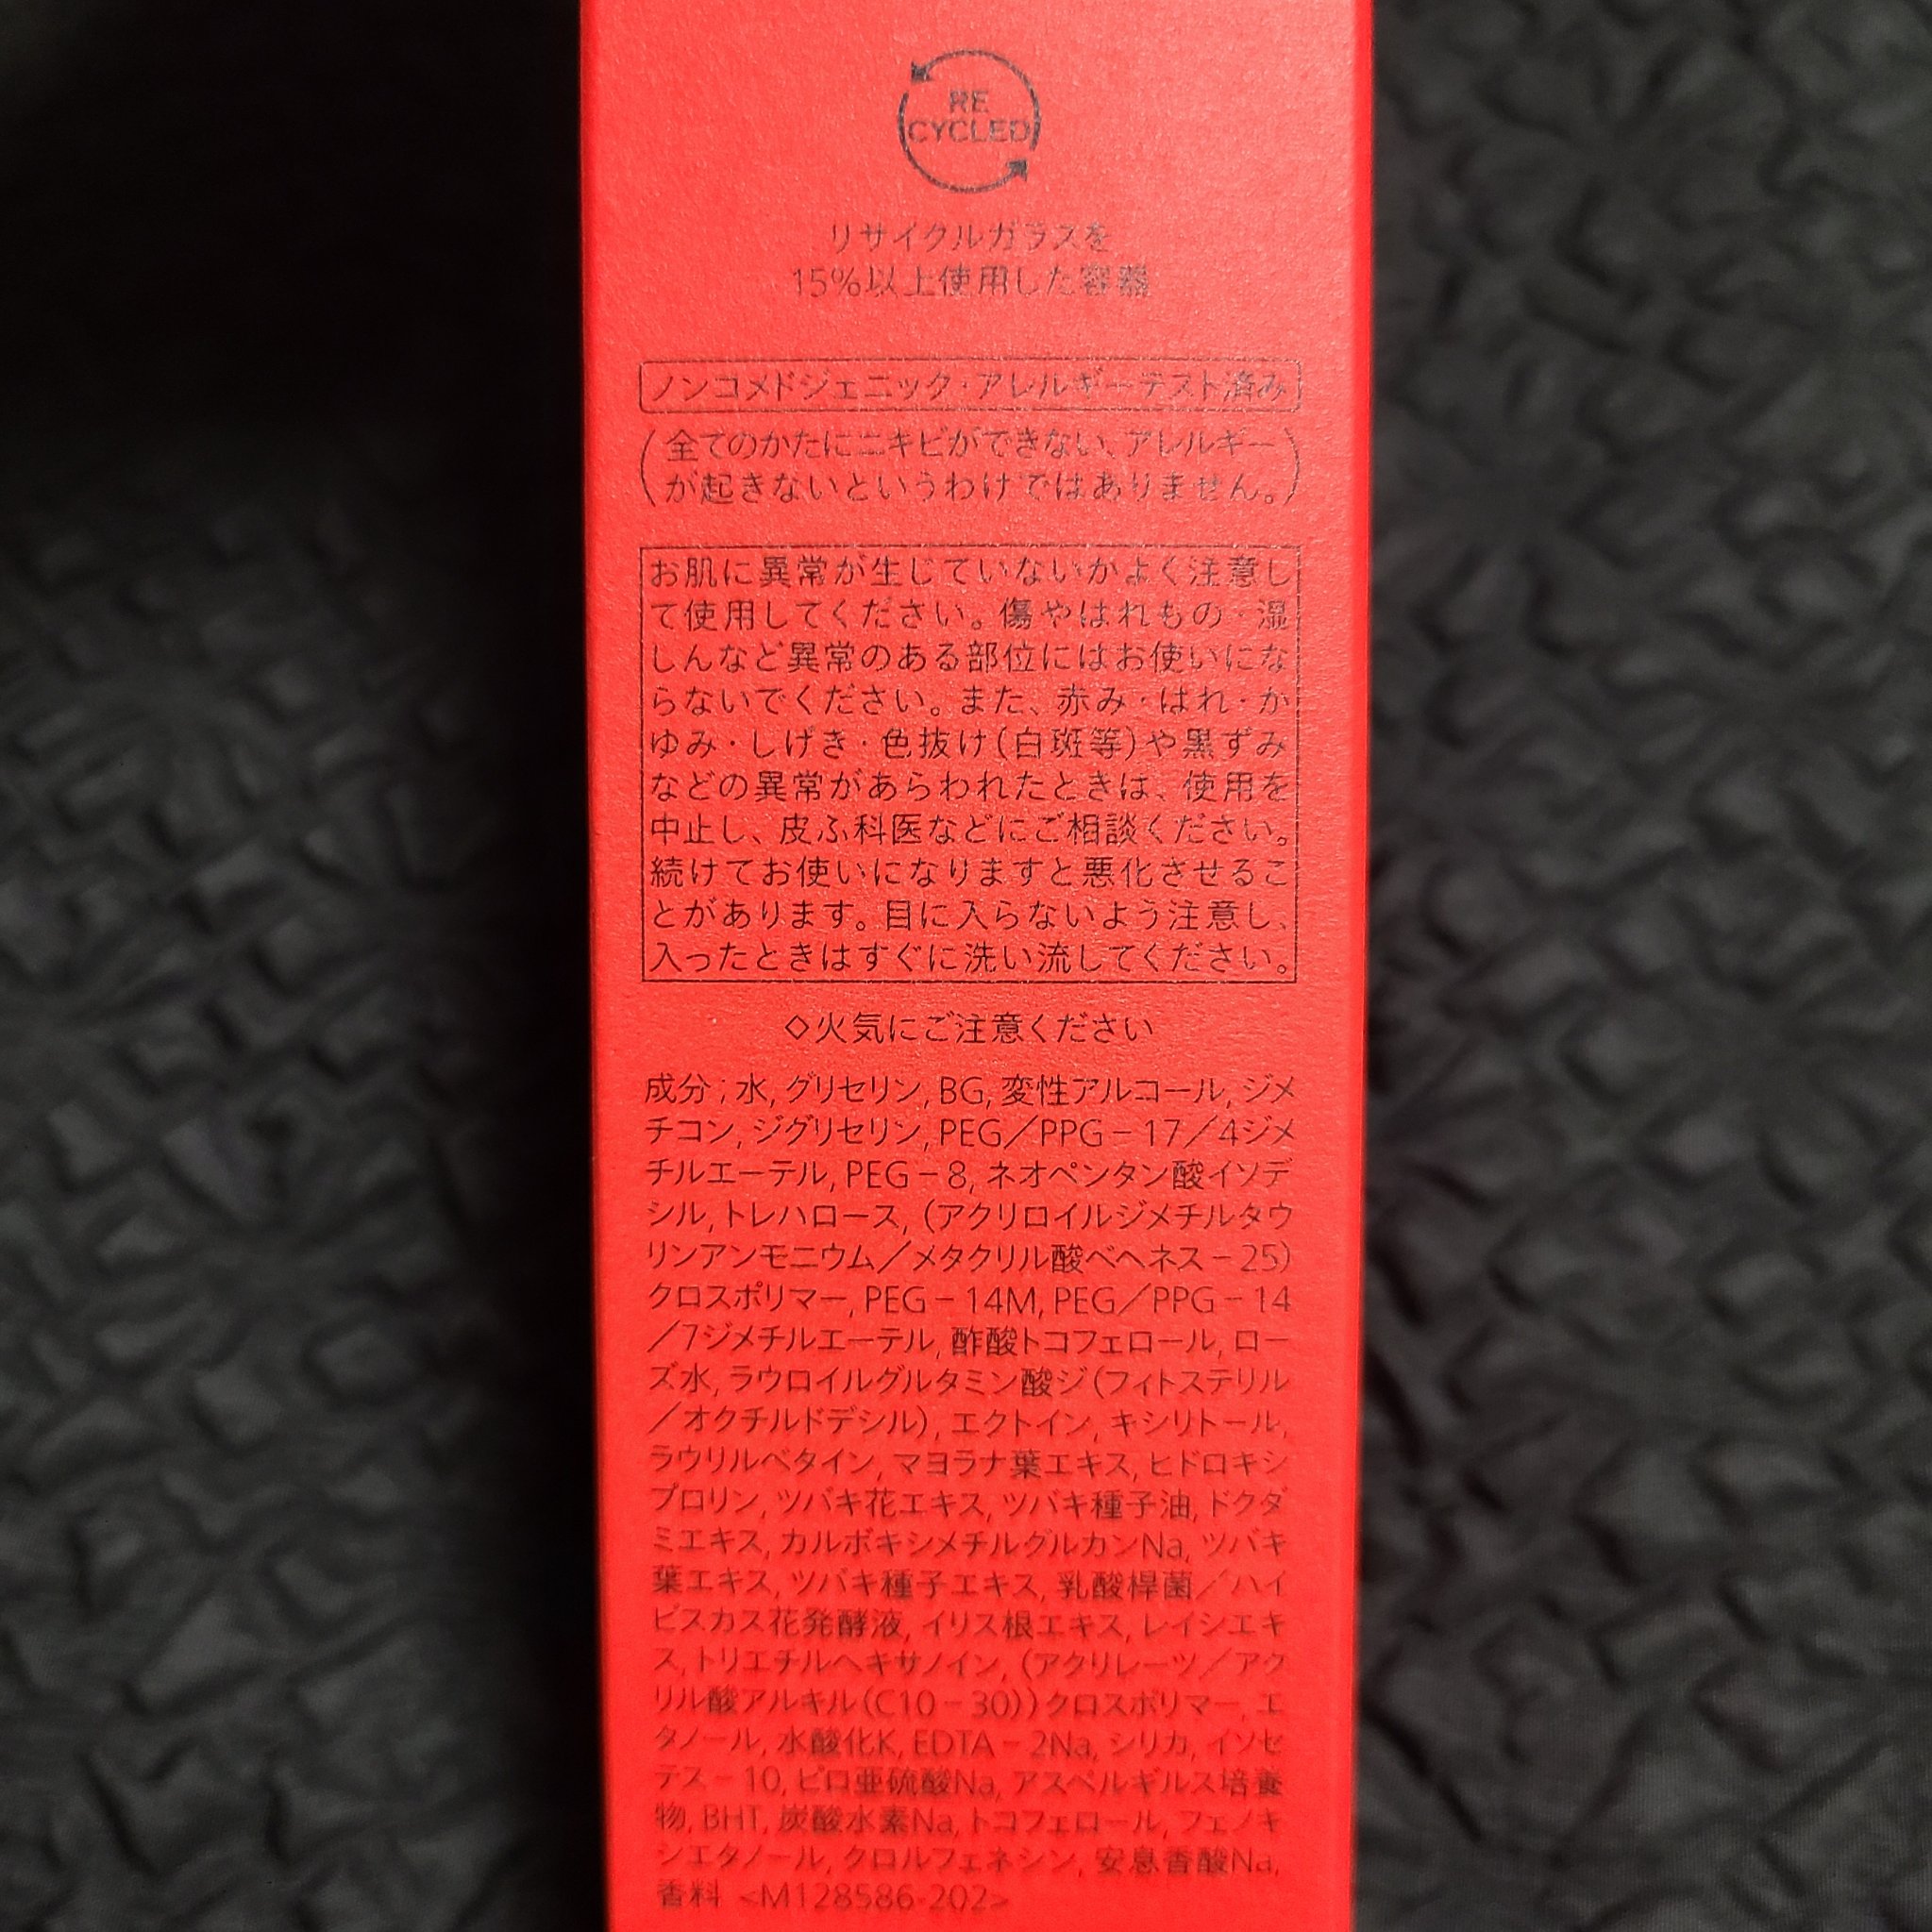 RE
CYCLED
リサイクルガラスを
15%以上使用した容器
ノンコメドジェニック・アレルギーテスト済み
(全てのかたにニキビができない、アレルギー
が起きないというわけではありません。)
お肌に異常が生じていないかよく注意し
て使用してください。傷やはれもの・湿
しんなど異常のある部位にはお使いにな
らないでください。また、赤み・はれ・か
ゆみ・しげき・色抜け(白斑等)や黒ずみ
などの異常があらわれたときは、使用を
中止し、皮ふ科医などにご相談ください。
続けてお使いになりますと悪化させるこ
とがあります。目に入らないよう注意し、
入ったときはすぐに洗い流してください。
◇火気にご注意ください
成分:水, グリセリン, BG, 変性アルコール, ジメ
チコン, ジグリセリン, PEG/PPG-17/4ジメ
チルエーテル, PEG-8, ネオペンタン酸イソデ
シル, トレハロース, (アクリロイルジメチルタウ
リンアンモニウム/メタクリル酸ベヘネス-25)
クロスポリマー, PEG-14M, PEG/PPG-14
/7ジメチルエーテル, 酢酸トコフェロール, ロー
ズ水, ラウロイルグルタミン酸ジ(フィトステリル
/オクチルドデシル), エクトイン, キシリトール,
ラウリルベタイン, マヨラナ葉エキス, ヒドロキシ
プロリン, ツバキ花エキス, ツバキ種子油, ドクダ
ミエキス, カルボキシメチルグルカンNa, ツバキ
葉エキス, ツバキ種子エキス, 乳酸桿菌/ハイ
ビスカス花発酵液, イリス根エキス, レイシエキ
ス, トリエチルヘキサノイン, (アクリレーツ/アク
リル酸アルキル(C10-30))クロスポリマー, エ
タノール, 水酸化K, EDTA-2Na, シリカ, イソセ
テス-10, ピロ亜硫酸Na, アスペルギルス培養
物, BHT, 炭酸水素Na, トコフェロール, フェノキ
シエタノール, クロルフェネシン, 安息香酸Na,
香料 <M128586-202>